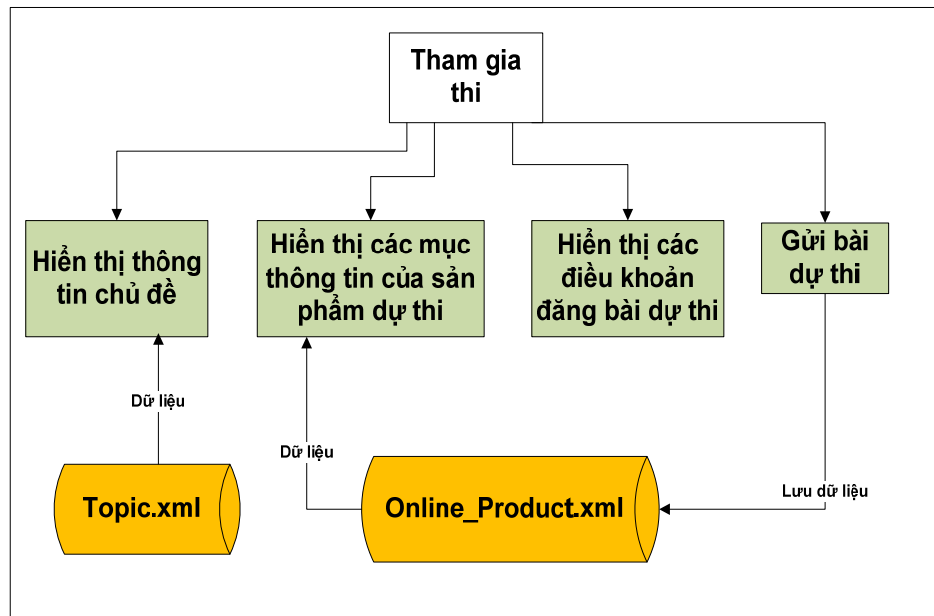 Tham gia
thi
Hiển thị thông
tin chủ đề
Hiển thị các mục
thông tin của sản
phẩm dự thi
Hiển thị các
điều khoản
đăng bài dự thi
Gửi bài
dự thi
Dữ liệu
Dữ liệu
Lưu dữ liệu
Topic.xml
Online_Product.xml